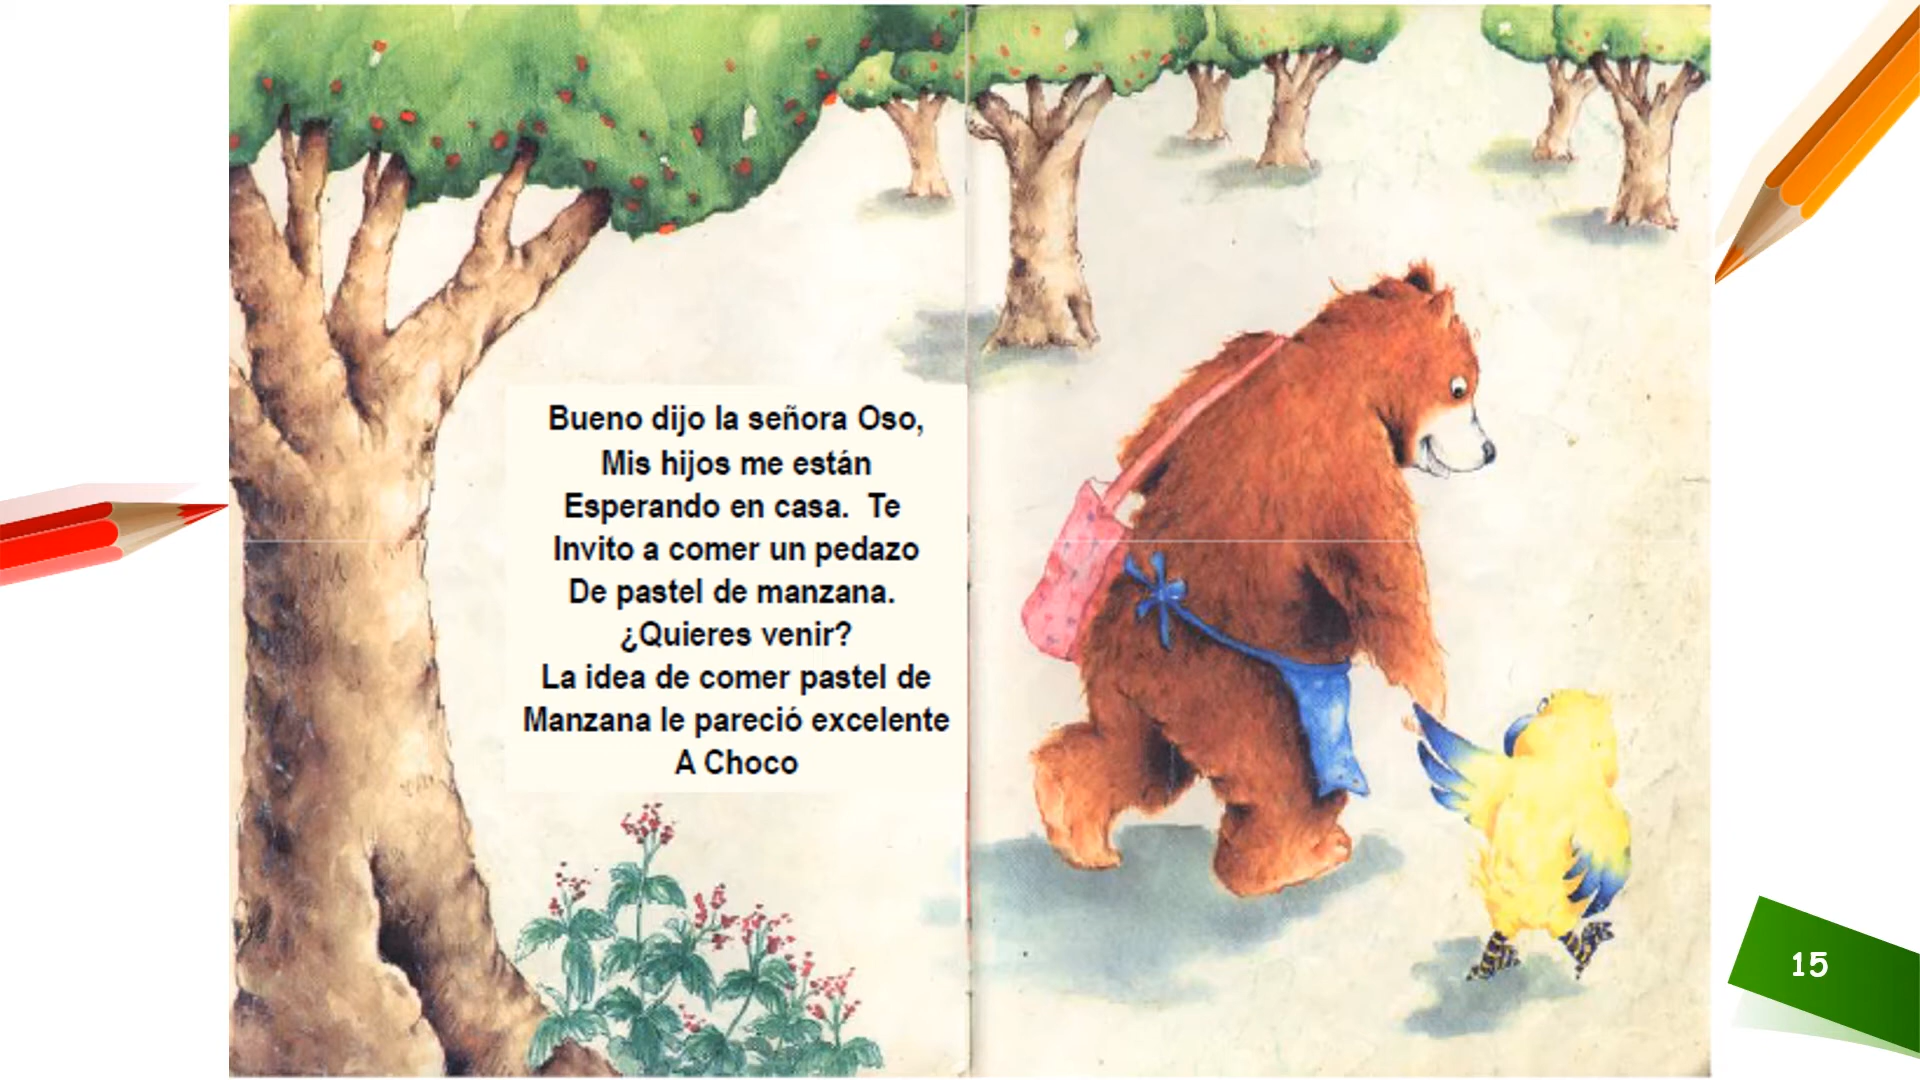 Bueno dijo la señora Oso,
Mis hijos me están
Esperando en casa.  Te
Invito a comer un pedazo
De pastel de manzana.
¿Quieres venir?
La idea de comer pastel de
Manzana le pareció excelente
A Choco
15